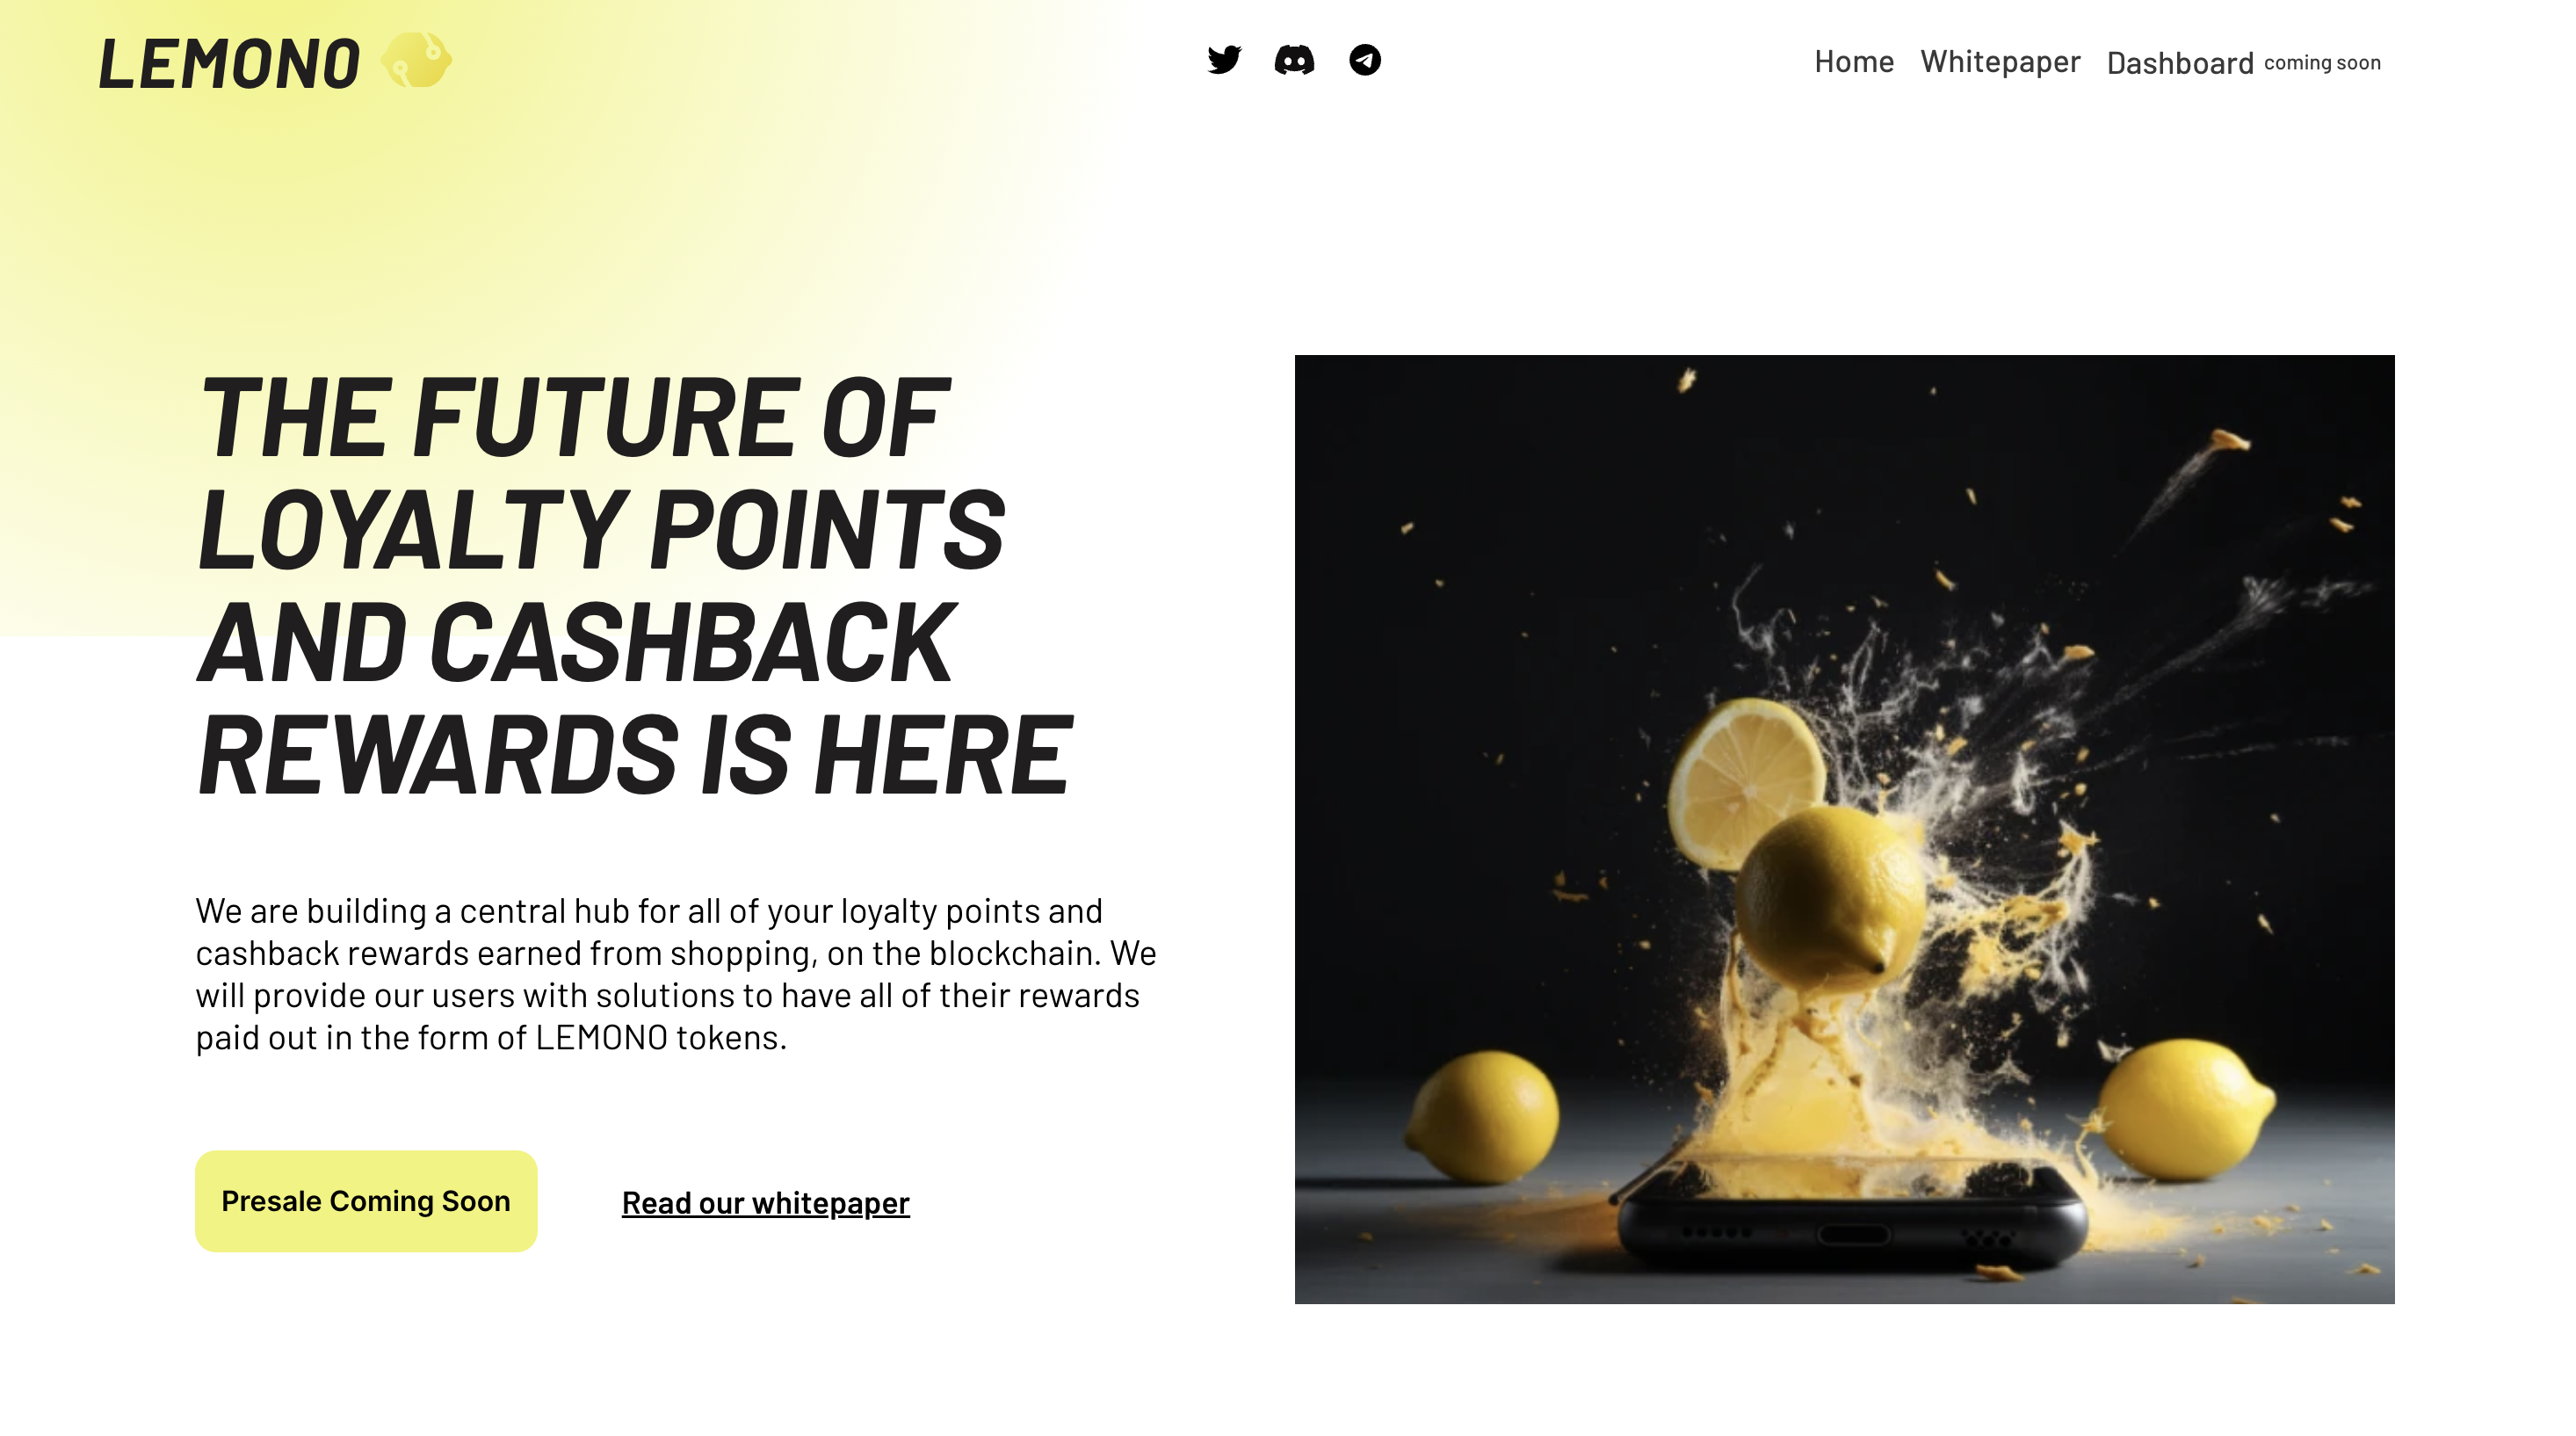 LEMONO
Home Whitepaper Dashboard coming soon
THE FUTURE OF
LOYALTY POINTS
AND CASHBACK
REWARDS IS HERE
We are building a central hub for all of your loyalty points and
cashback rewards earned from shopping, on the blockchain. We
will provide our users with solutions to have all of their rewards
paid out in the form of LEMONO tokens.
Presale Coming Soon
Read our whitepaper